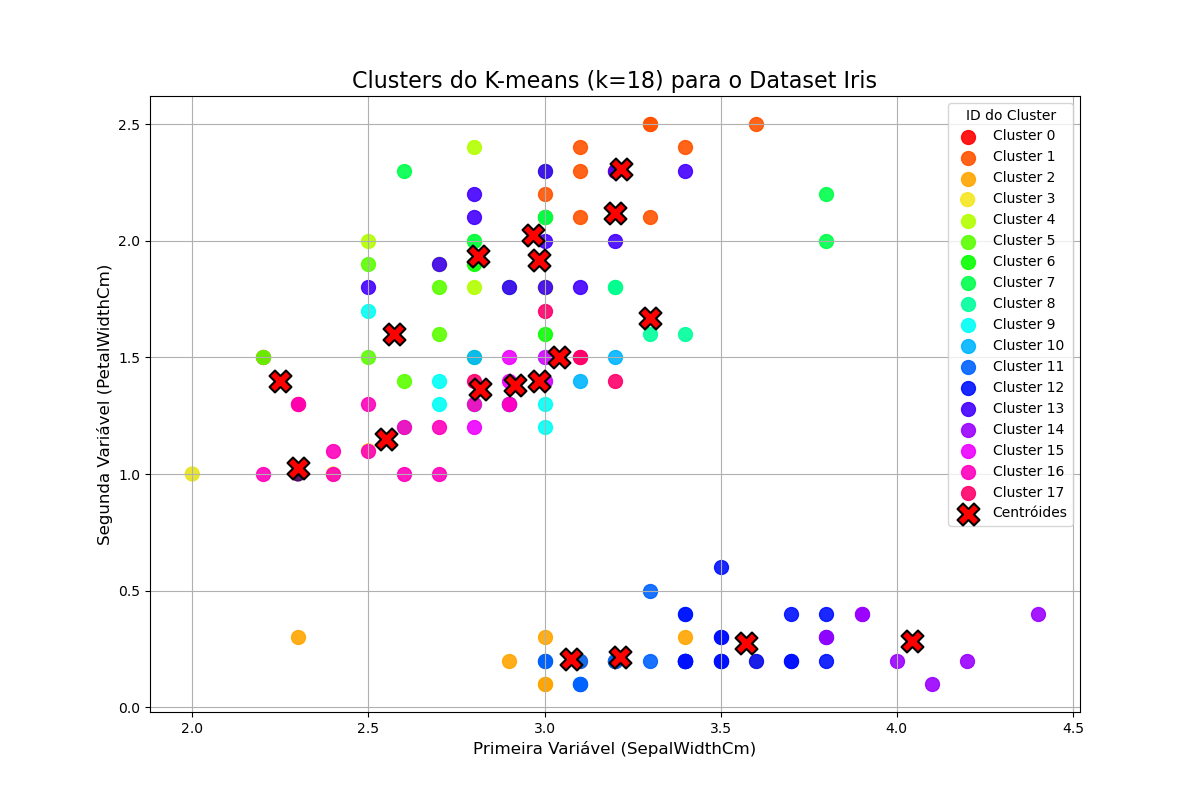 Clusters do K-means (k=18) para o Dataset Iris
ID do Cluster
Cluster 0
Cluster 1
Cluster 2
Cluster 3
Cluster 4
Cluster 5
Cluster 6
Cluster 7
Cluster 8
Cluster 9
Cluster 10
Cluster 11
Cluster 12
Cluster 13
Cluster 14
Cluster 15
Cluster 16
Cluster 17
Centróides
Segunda Variável (PetalWidthCm)
2.5
2.0
1.5
1.0
0.5
0.0
2.0 2.5 3.0 3.5 4.0 4.5
Primeira Variável (SepalWidthCm)